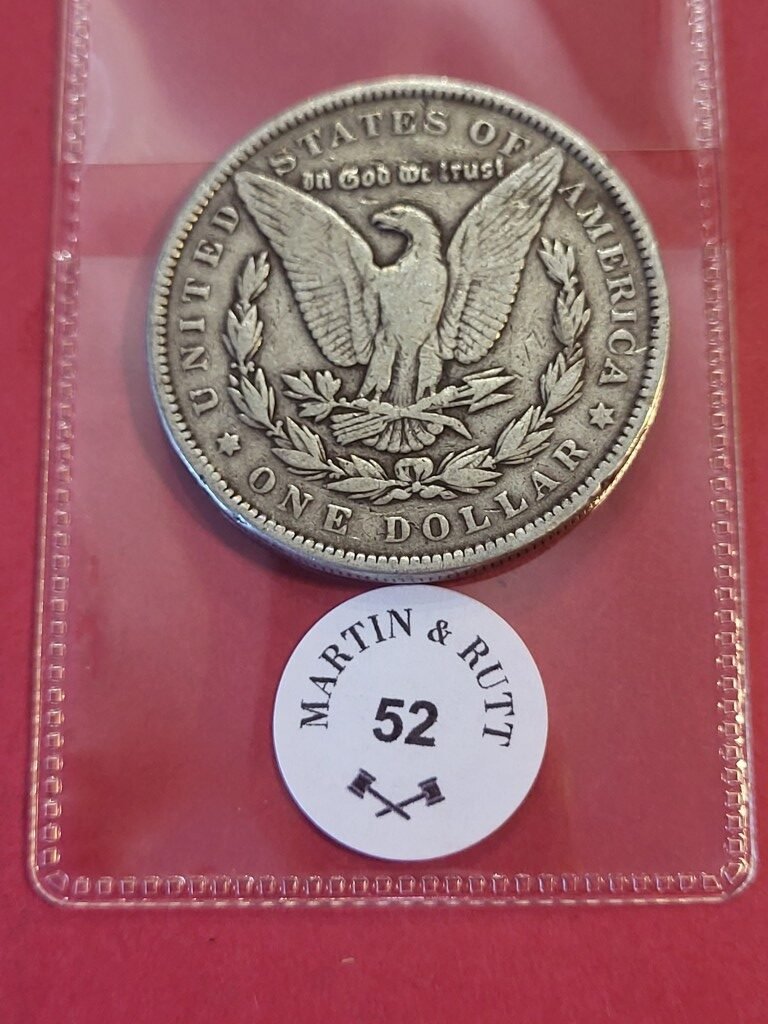 UNITED STATES OF AMERICA
In God we trust
ONE DOLLAR
MARTIN & RUTT
52